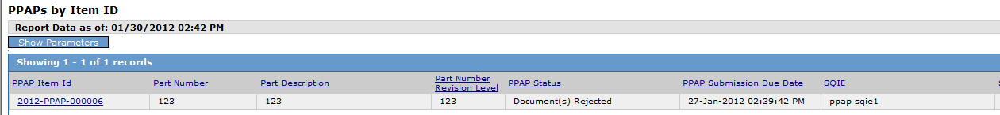 PPAPs by Item ID
Report Data as of: 01/30/2012 02:42 PM
Show Parameters
Showing 1 - 1 of 1 records
PPAP Item Id Part Number Part Description Part Number Revision Level PPAP Status PPAP Submission Due Date SQIE
2012-PPAP-000006 123 123 123 Document(s) Rejected 27-Jan-2012 02:39:42 PM ppap sqie1